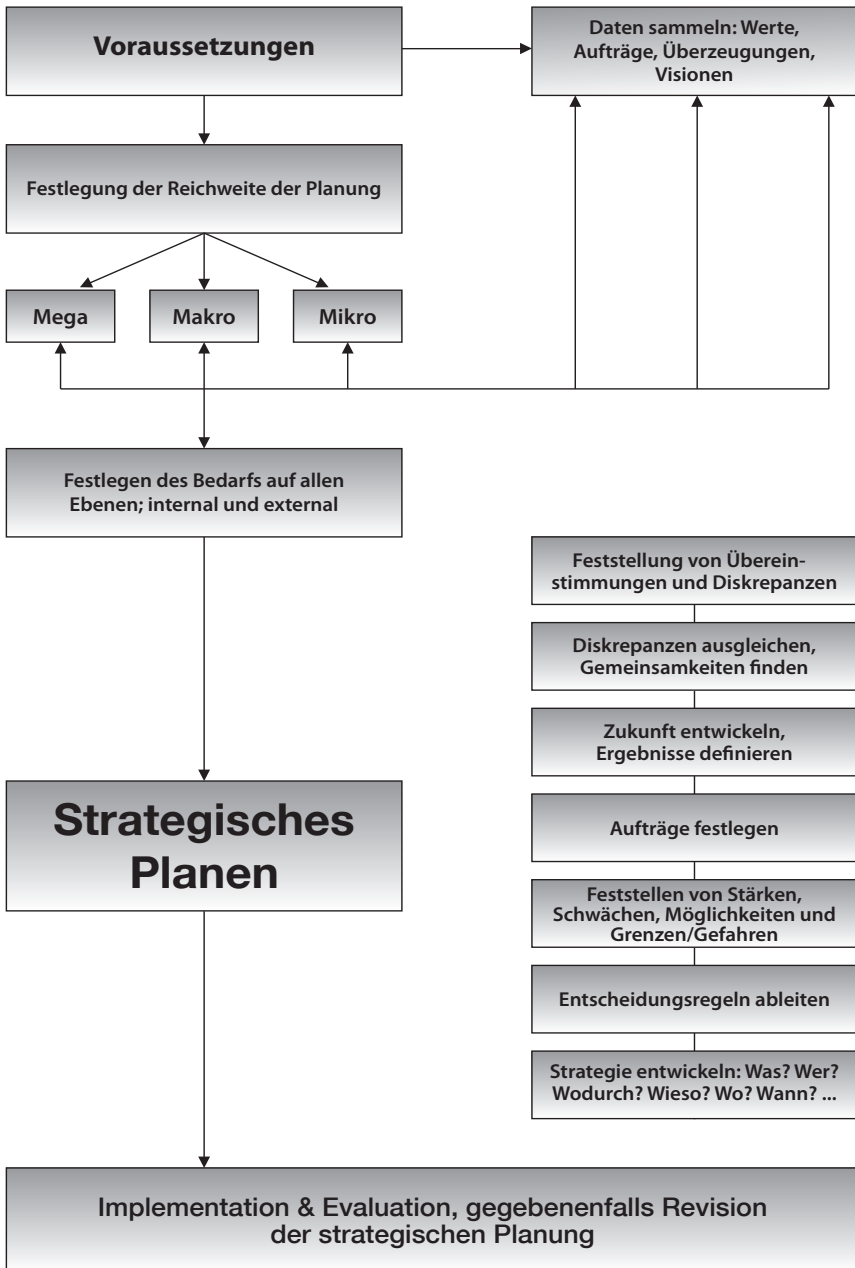 Voraussetzungen
Daten sammeln: Werte,
Aufträge, Überzeugungen,
Visionen
Festlegung der Reichweite der Planung
Mega
Makro
Mikro
Festlegen des Bedarfs auf allen
Ebenen; internal und external
Feststellung von Überein-
stimmungen und Diskrepanzen
Diskrepanzen ausgleichen,
Gemeinsamkeiten finden
Zukunft entwickeln,
Ergebnisse definieren
Strategisches
Planen
Aufträge festlegen
Feststellen von Stärken,
Schwächen, Möglichkeiten und
Grenzen/Gefahren
Entscheidungsregeln ableiten
Strategie entwickeln: Was? Wer?
Wodurch? Wieso? Wo? Wann? ...
Implementation & Evaluation, gegebenenfalls Revision
der strategischen Planung